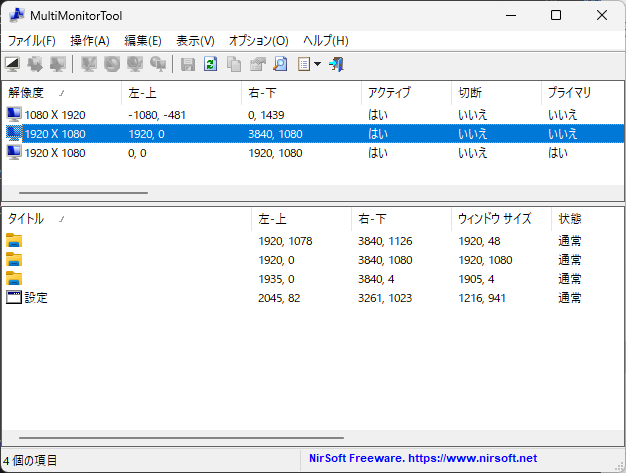 MultiMonitorTool
ファイル(F) 操作(A) 編集(E) 表示(V) オプション(O) ヘルプ(H)
解像度 左-上 右-下 アクティブ 切断 プライマリ
1080 X 1920 -1080, -481 0, 1439 はい いいえ いいえ
1920 X 1080 1920, 0 3840, 1080 はい いいえ いいえ
1920 X 1080 0, 0 1920, 1080 はい いいえ はい
タイトル 左-上 右-下 ウィンドウ サイズ 状態
1920, 1078 3840, 1126 1920, 48 通常
1920, 0 3840, 1080 1920, 1080 通常
1935, 0 3840, 4 1905, 4 通常
設定 2045, 82 3261, 1023 1216, 941 通常
4 個の項目 NirSoft Freeware. https://www.nirsoft.net